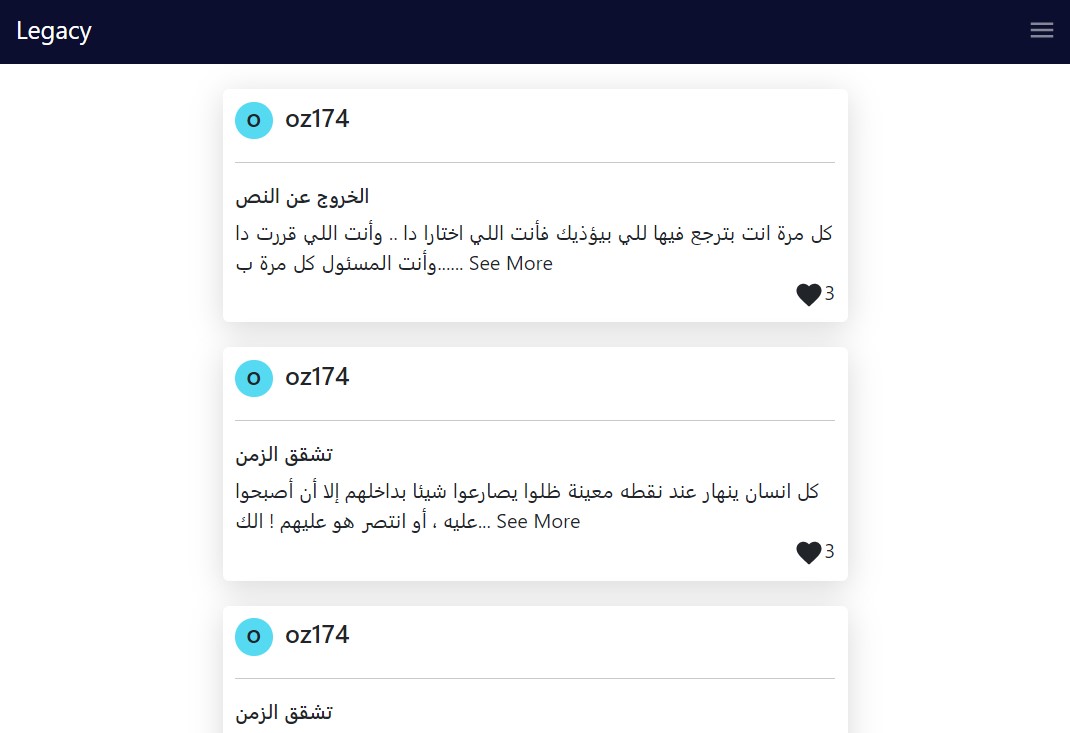 Legacy
o oz174
الخروج عن النص
كل مرة انت بترجع فيها للي بيؤذيك فأنت اللي اختارا دا .. وأنت اللي قررت دا
وأنت المسئول كل مرة ب...... See More
3
o oz174
تشقق الزمن
كل انسان ينهار عند نقطه معينة ظلوا يصارعوا شيئا بداخلهم إلا أن أصبحوا
عليه ، أو انتصر هو عليهم ! الك... See More
3
o oz174
تشقق الزمن